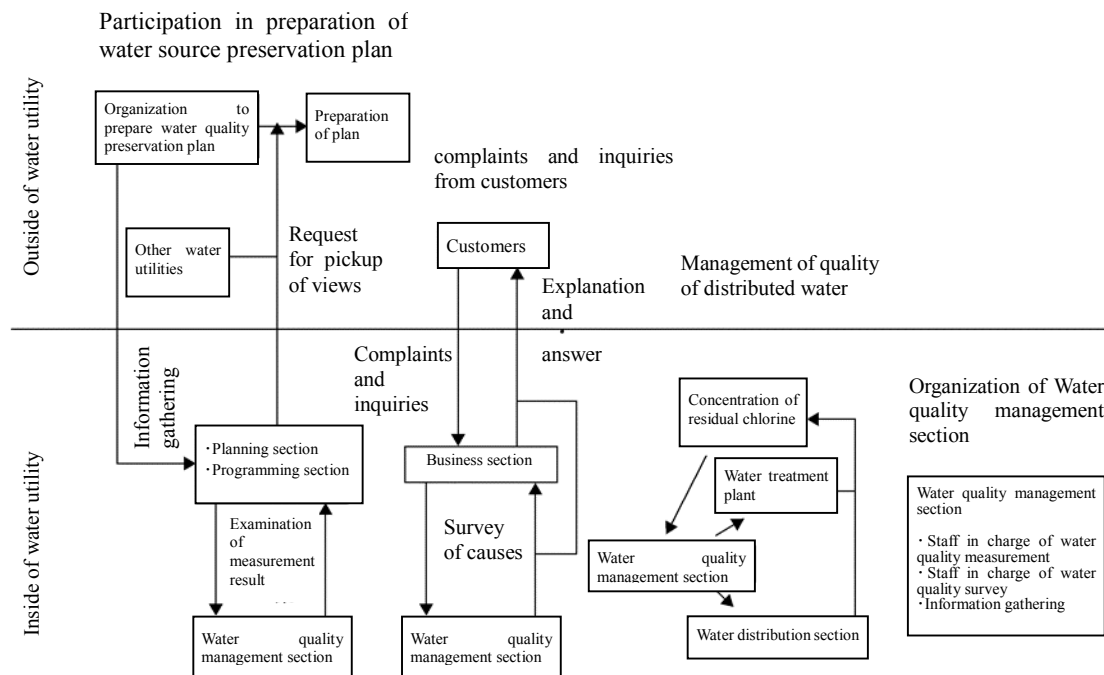 Participation in preparation of
water source preservation plan
Outside of water utility
Organization to
prepare water quality
preservation plan
Preparation
of plan
Other water
utilities
Request
for pickup
of views
complaints and inquiries
from customers
Customers
Explanation
and
answer
Management of quality
of distributed water
Inside of water utility
Information
gathering
・Planning section
・Programming section
Examination
of
measurement
result
Water quality
management section
Complaints
and
inquiries
Business section
Survey
of causes
Water quality
management section
Concentration of
residual chlorine
Water treatment
plant
Water quality
management section
Water distribution section
Organization of Water
quality management
section
Water quality management
section
・Staff in charge of water
quality measurement
・Staff in charge of water
quality survey
・Information gathering